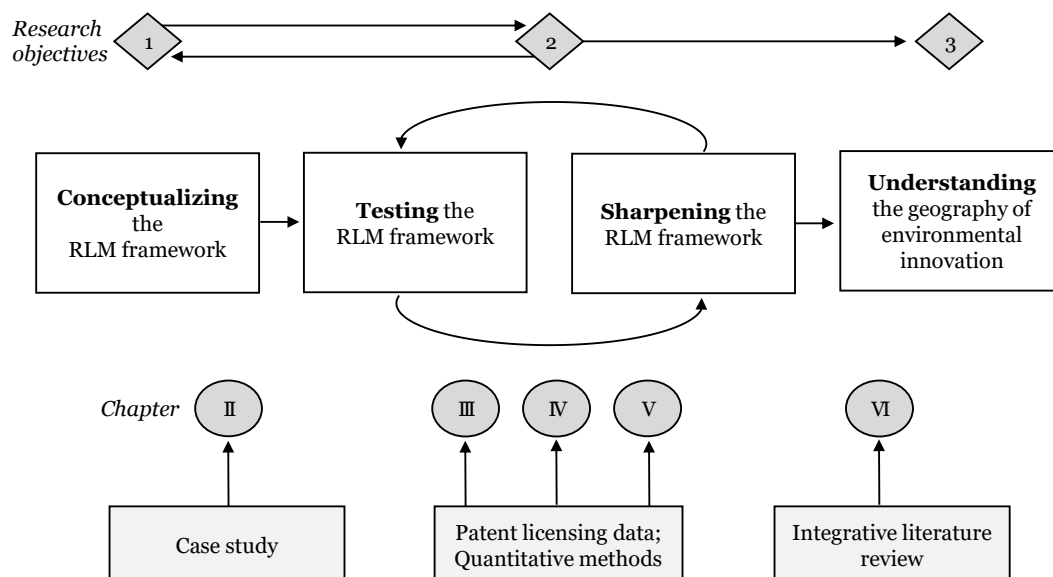 Research
objectives
1
2
3
Conceptualizing
the
RLM framework
Testing the
RLM framework
Sharpening the
RLM framework
Understanding
the geography of
environmental
innovation
Chapter
II
III
IV
V
VI
Case study
Patent licensing data;
Quantitative methods
Integrative literature
review